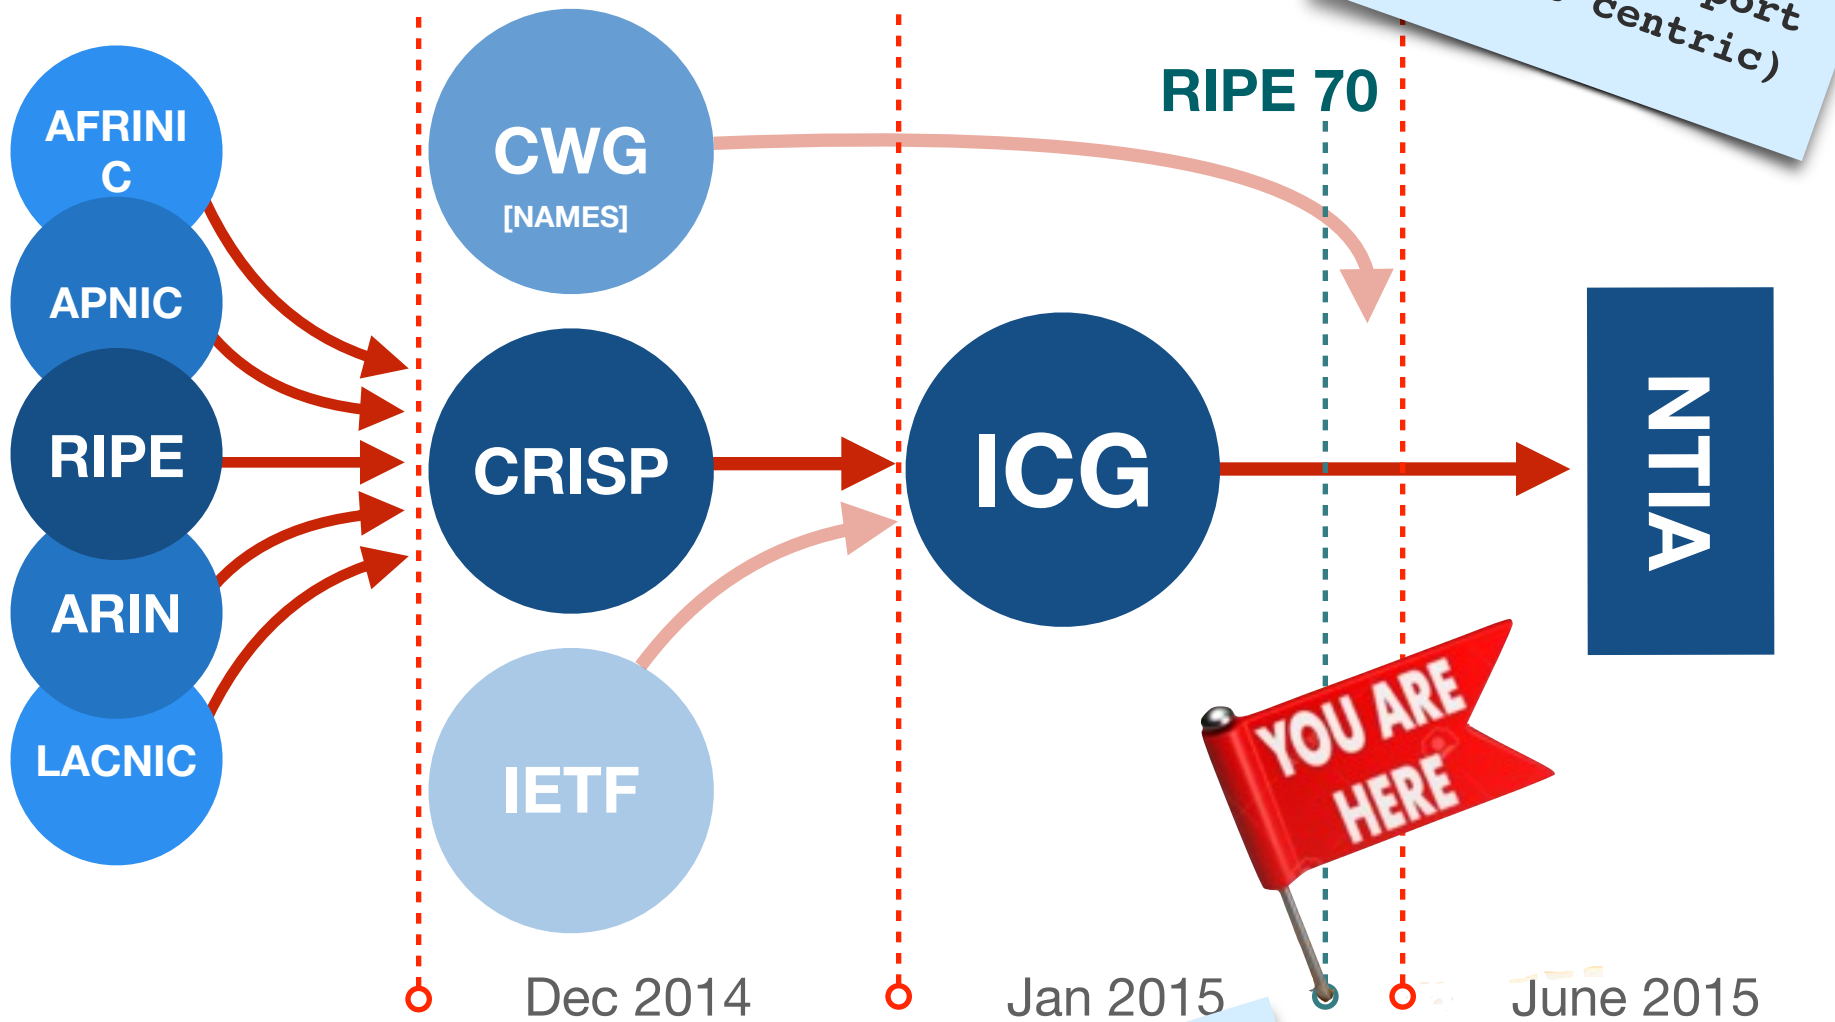 centric)
RIPE 70
AFRINI
C
CWG
[NAMES]
APNIC
RIPE
CRISP
ICG
NTIA
ARIN
LACNIC
IETF
YOU ARE
HERE
Dec 2014
Jan 2015
June 2015